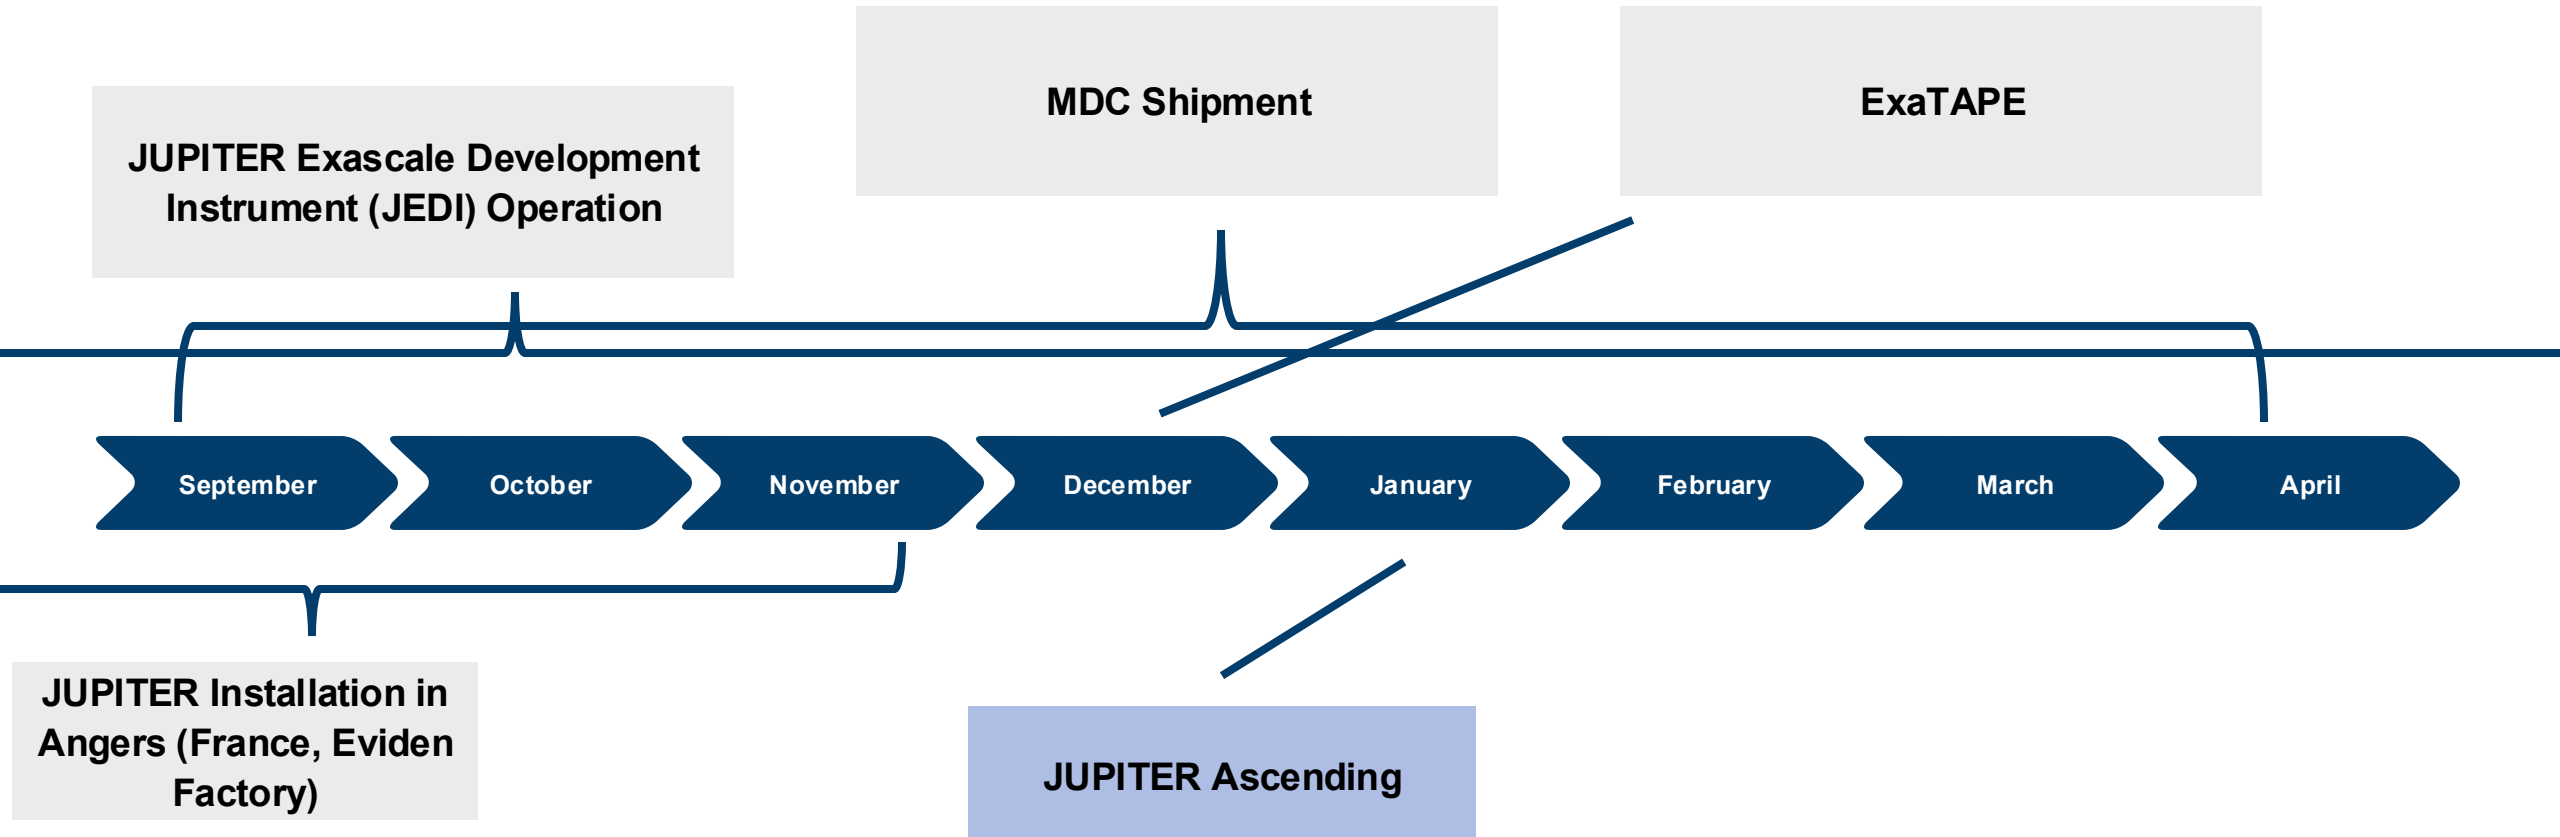 MDC Shipment
ExaTAPE
JUPITER Exascale Development
Instrument (JEDI) Operation
September
October
November
December
January
February
March
April
JUPITER Installation in
Angers (France, Eviden
Factory)
JUPITER Ascending